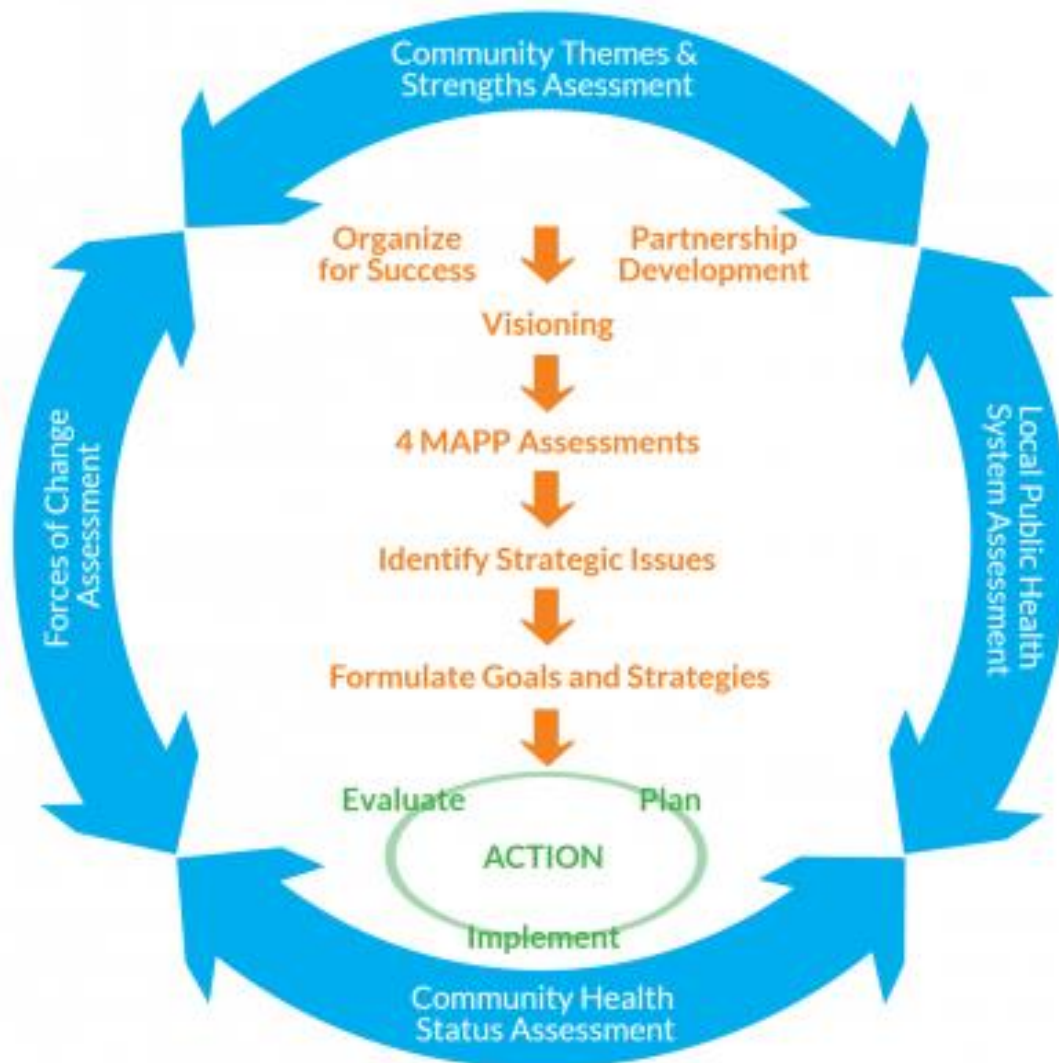 Community Themes &
Strengths Asessment
Organize
for Success
Partnership
Development
Visioning
4 MAPP Assessments
Identify Strategic Issues
Formulate Goals and Strategies
Evaluate
Plan
ACTION
Implement
Forces of Change
Assessment
Local Public Health
System Assessment
Community Health
Status Assessment